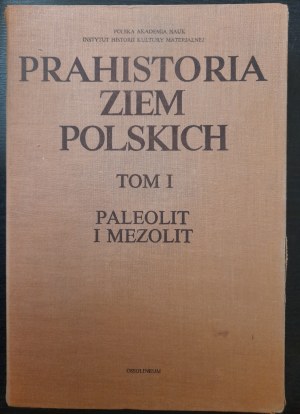 POLSKA AKADEMIA NAUK
INSTYTUT HISTORII KULTURY MATERIALNEJ
PRAHISTORIA
ZIEM
POLSKICH
TOM I
PALEOLIT
I MEZOLIT
OSSOLINEUM